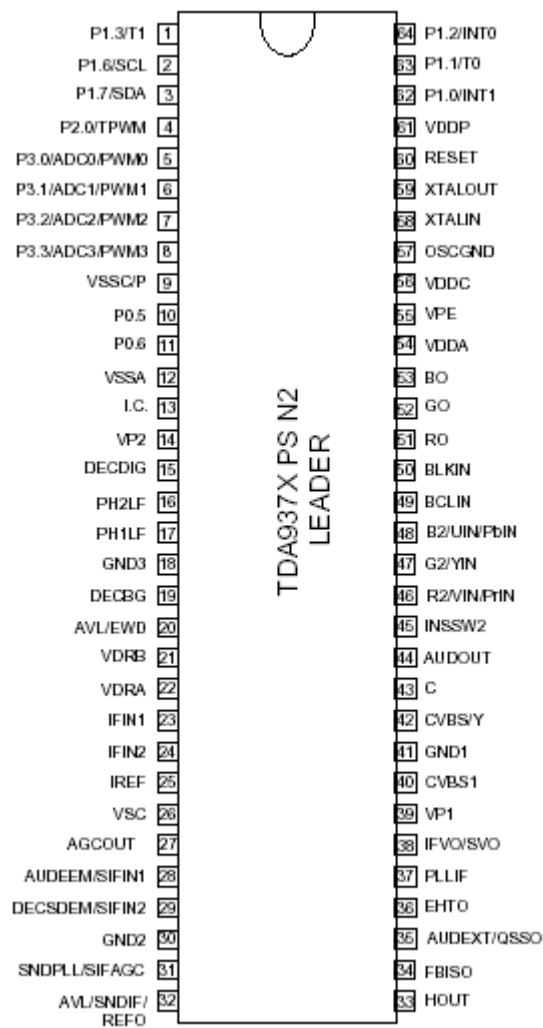 P1.3/T1 1 64 P1.2/INT0
P1.6/SCL 2 63 P1.1/T0
P1.7/SDA 3 62 P1.0/INT1
P2.0/TPWM 4 61 VDDP
P3.0/ADC0/PWM0 5 60 RESET
P3.1/ADC1/PWM1 6 59 XTALOUT
P3.2/ADC2/PWM2 7 58 XTALIN
P3.3/ADC3/PWM3 8 57 OSCGND
VSSC/P 9 56 VDDC
P0.5 10 55 VPE
P0.6 11 54 VDDA
VSSA 12 53 BO
I.C. 13 52 GO
VP2 14 51 RO
DECDIG 15 50 BLKIN
PH2LF 16 49 BCLIN
PH1LF 17 48 B2/UIN/PbIN
GND3 18 47 G2/YIN
DECBG 19 46 R2/VIN/PrIN
AVL/EWD 20 45 INSSW2
VDRB 21 44 AUDOUT
VDRA 22 43 C
IFIN1 23 42 CVBS/Y
IFIN2 24 41 GND1
IREF 25 40 CVBS1
VSC 26 39 VP1
AGCOUT 27 38 IFVO/SVO
AUDEEM/SIFIN1 28 37 PLLIF
DECSDEM/SIFIN2 29 36 EHTO
GND2 30 35 AUDEXT/QSSO
SNDPLL/SIFAGC 31 34 FBISO
AVL/SNDIF/ 32 33 HOUT
REFO
TDA937X PS N2
LEADER